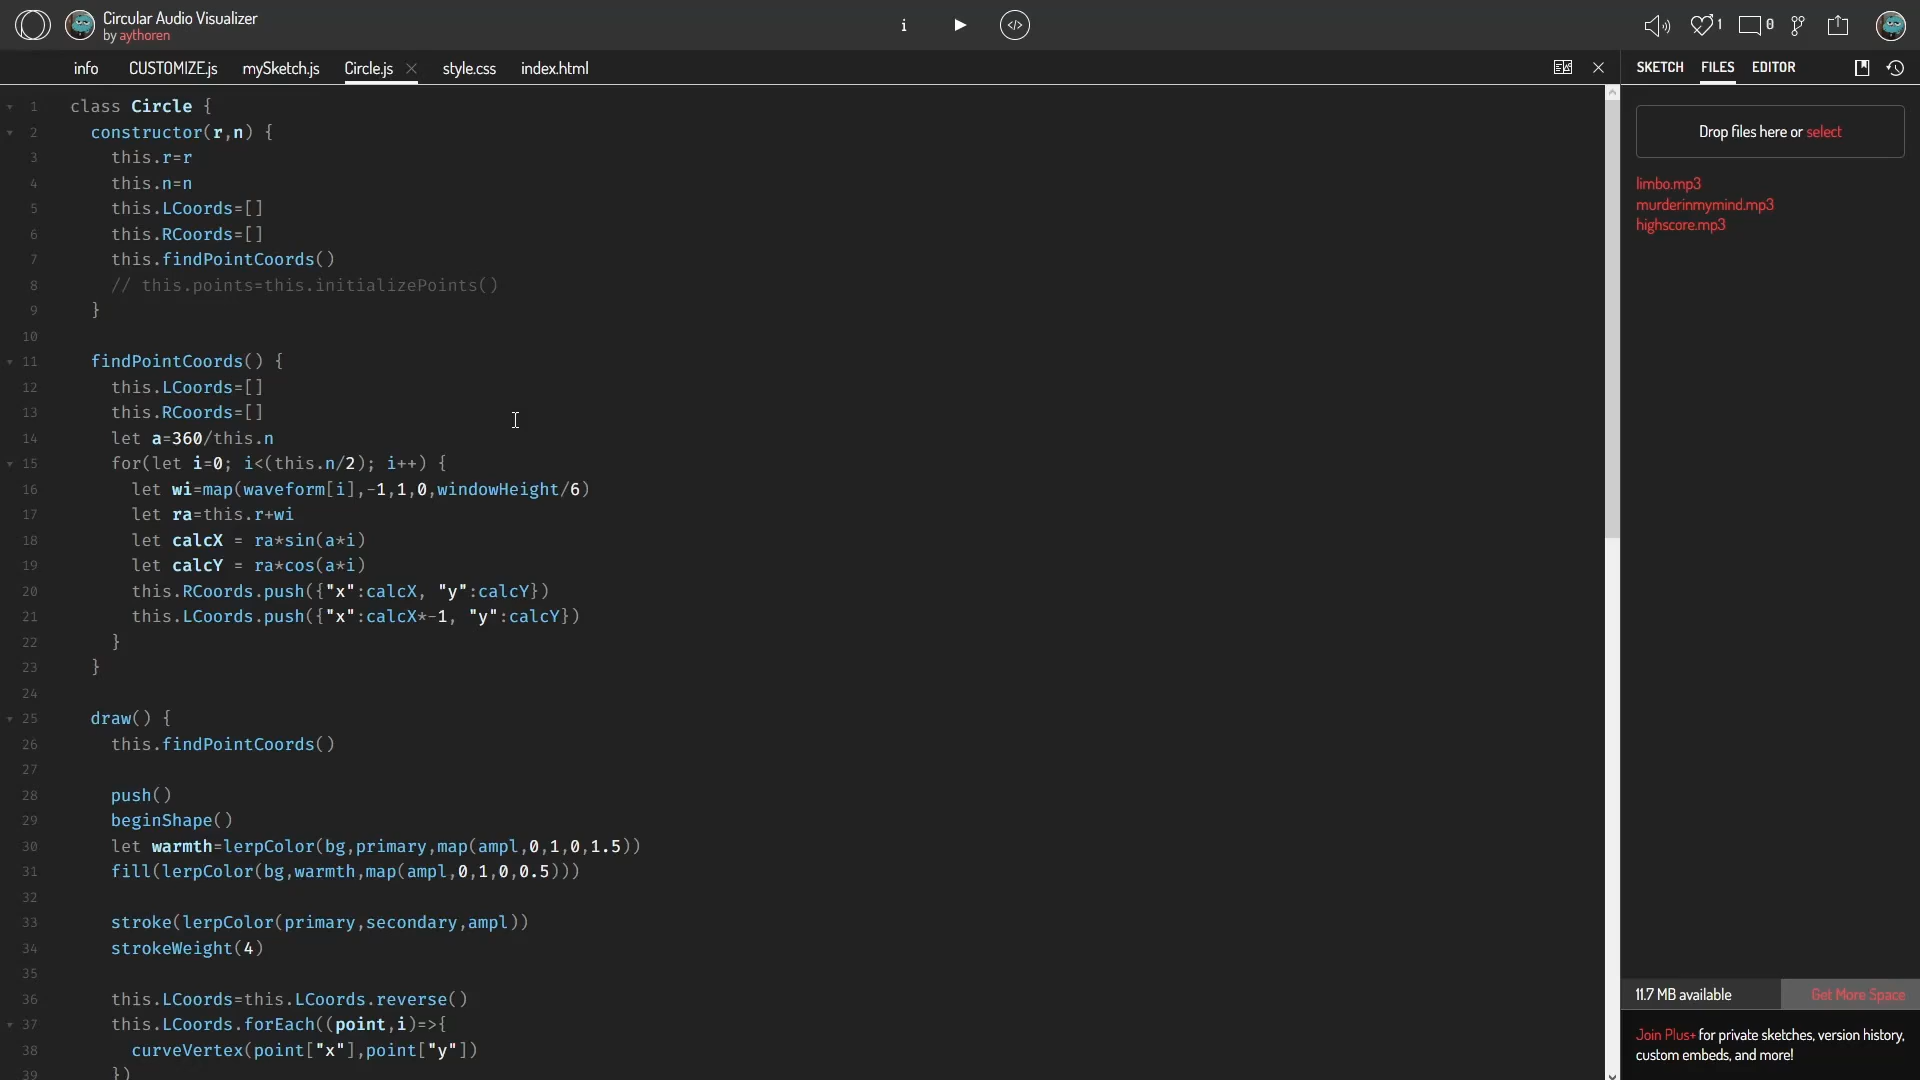 Circular Audio Visualizer
by aythoren
i
</>
1
0
info CUSTOMIZE.js mySketch.js Circle.js style.css index.html
SKETCH FILES EDITOR
Drop files here or select
limbo.mp3
murderinmymind.mp3
highscore.mp3
1 class Circle {
2 constructor(r,n) {
3 this.r=r
4 this.n=n
5 this.LCoords=[]
6 this.RCoords=[]
7 this.findPointCoords()
8 // this.points=this.initializePoints()
9 }
10
11 findPointCoords() {
12 this.LCoords=[]
13 this.RCoords=[]
14 let a=360/this.n
15 for(let i=0; i<(this.n/2); i++) {
16 let wi=map(waveform[i],-1,1,0,windowHeight/6)
17 let ra=this.r+wi
18 let calcX = ra*sin(a*i)
19 let calcY = ra*cos(a*i)
20 this.RCoords.push({"x":calcX, "y":calcY})
21 this.LCoords.push({"x":calcX*-1, "y":calcY})
22 }
23 }
24
25 draw() {
26 this.findPointCoords()
27
28 push()
29 beginShape()
30 let warmth=lerpColor(bg,primary,map(ampl,0,1,0,1.5))
31 fill(lerpColor(bg,warmth,map(ampl,0,1,0,0.5)))
32
33 stroke(lerpColor(primary,secondary,ampl))
34 strokeWeight(4)
35
36 this.LCoords=this.LCoords.reverse()
37 this.LCoords.forEach((point,i)=>{
38 curveVertex(point["x"],point["y"])
39 })
11.7 MB available
Get More Space
Join Plus+ for private sketches, version history,
custom embeds, and more!